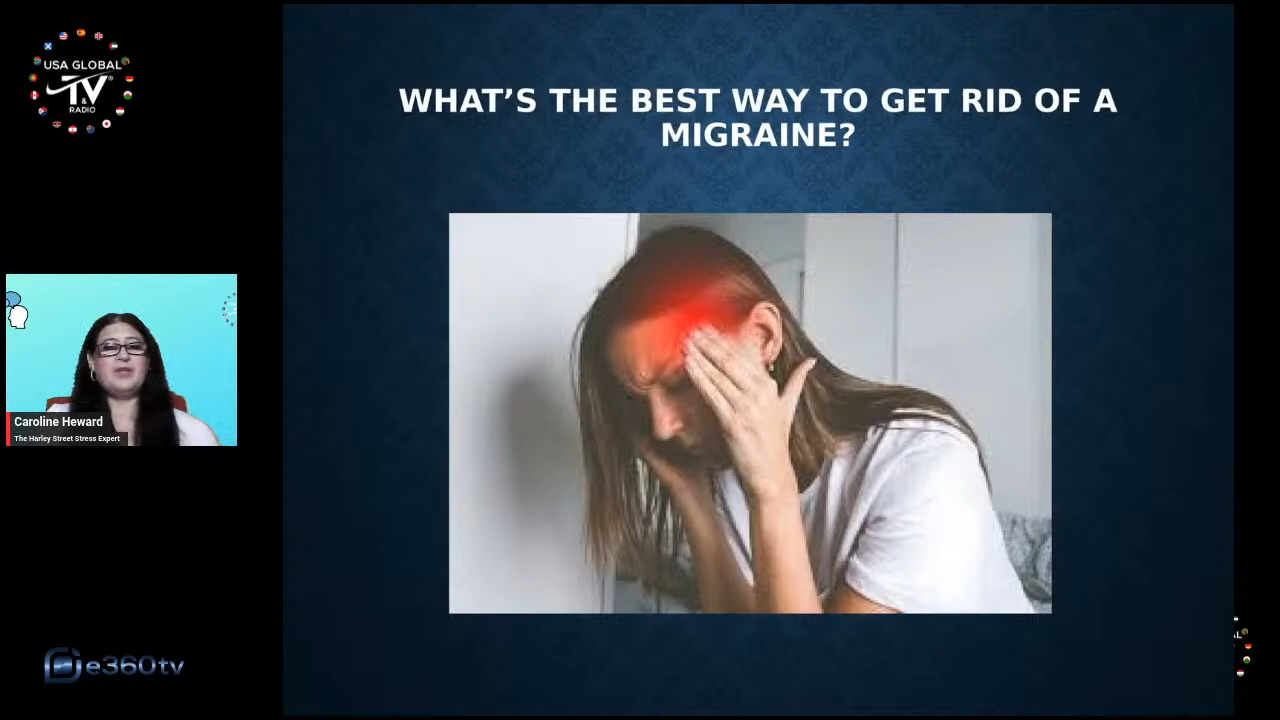 USA GLOBAL
TV
&
RADIO
WHAT'S THE BEST WAY TO GET RID OF A
MIGRAINE?
Caroline Heward
The Harley Street Stress Expert
e360tv